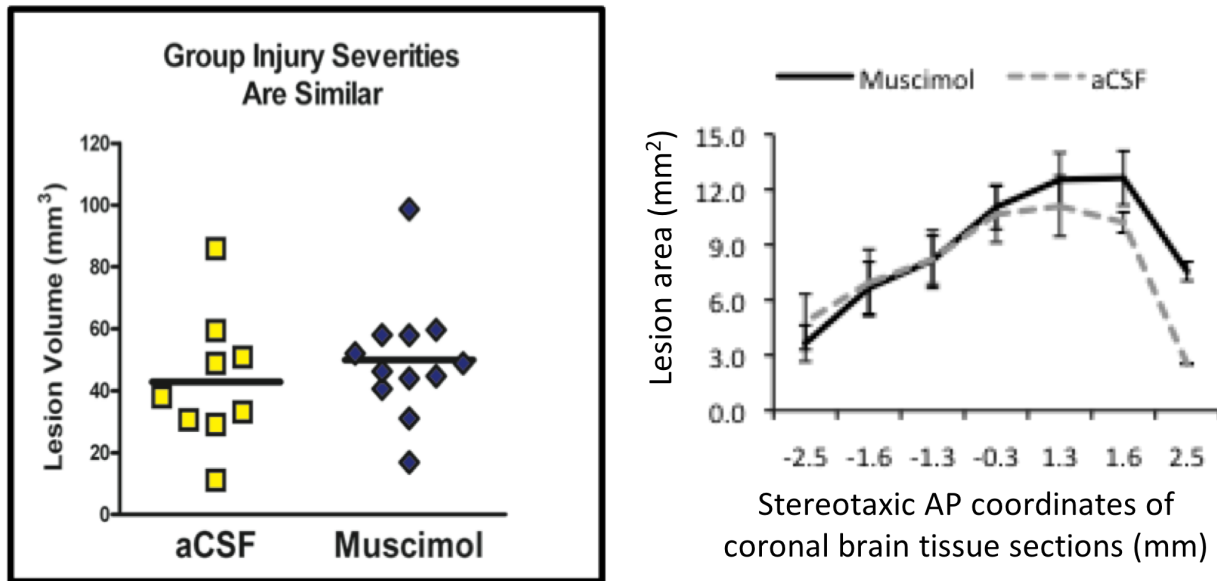 Group Injury Severities
Are Similar
Lesion Volume (mm³)
120
100
80
60
40
20
0
aCSF
Muscimol
Muscimol
aCSF
Lesion area (mm²)
15.0
12.0
9.0
6.0
3.0
0.0
-2.5 -1.6 -1.3 -0.3 1.3 1.6 2.5
Stereotaxic AP coordinates of
coronal brain tissue sections (mm)